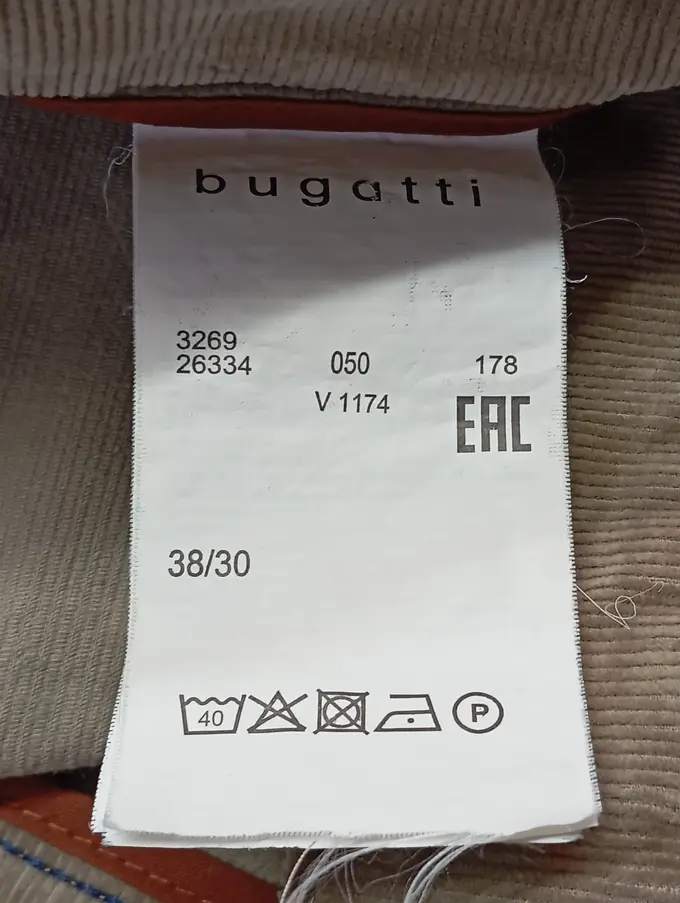 bugatti
3269
26334 050 178
V 1174
EAC
38/30
40 P